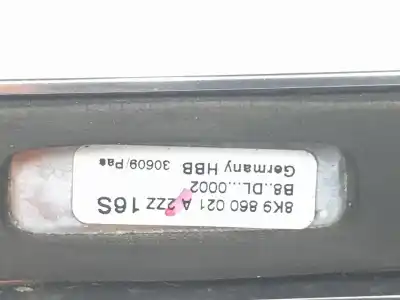 8K9 860 021 A 2ZZ 16S
B8..DL....0002
Germany HBB 30609/Pas